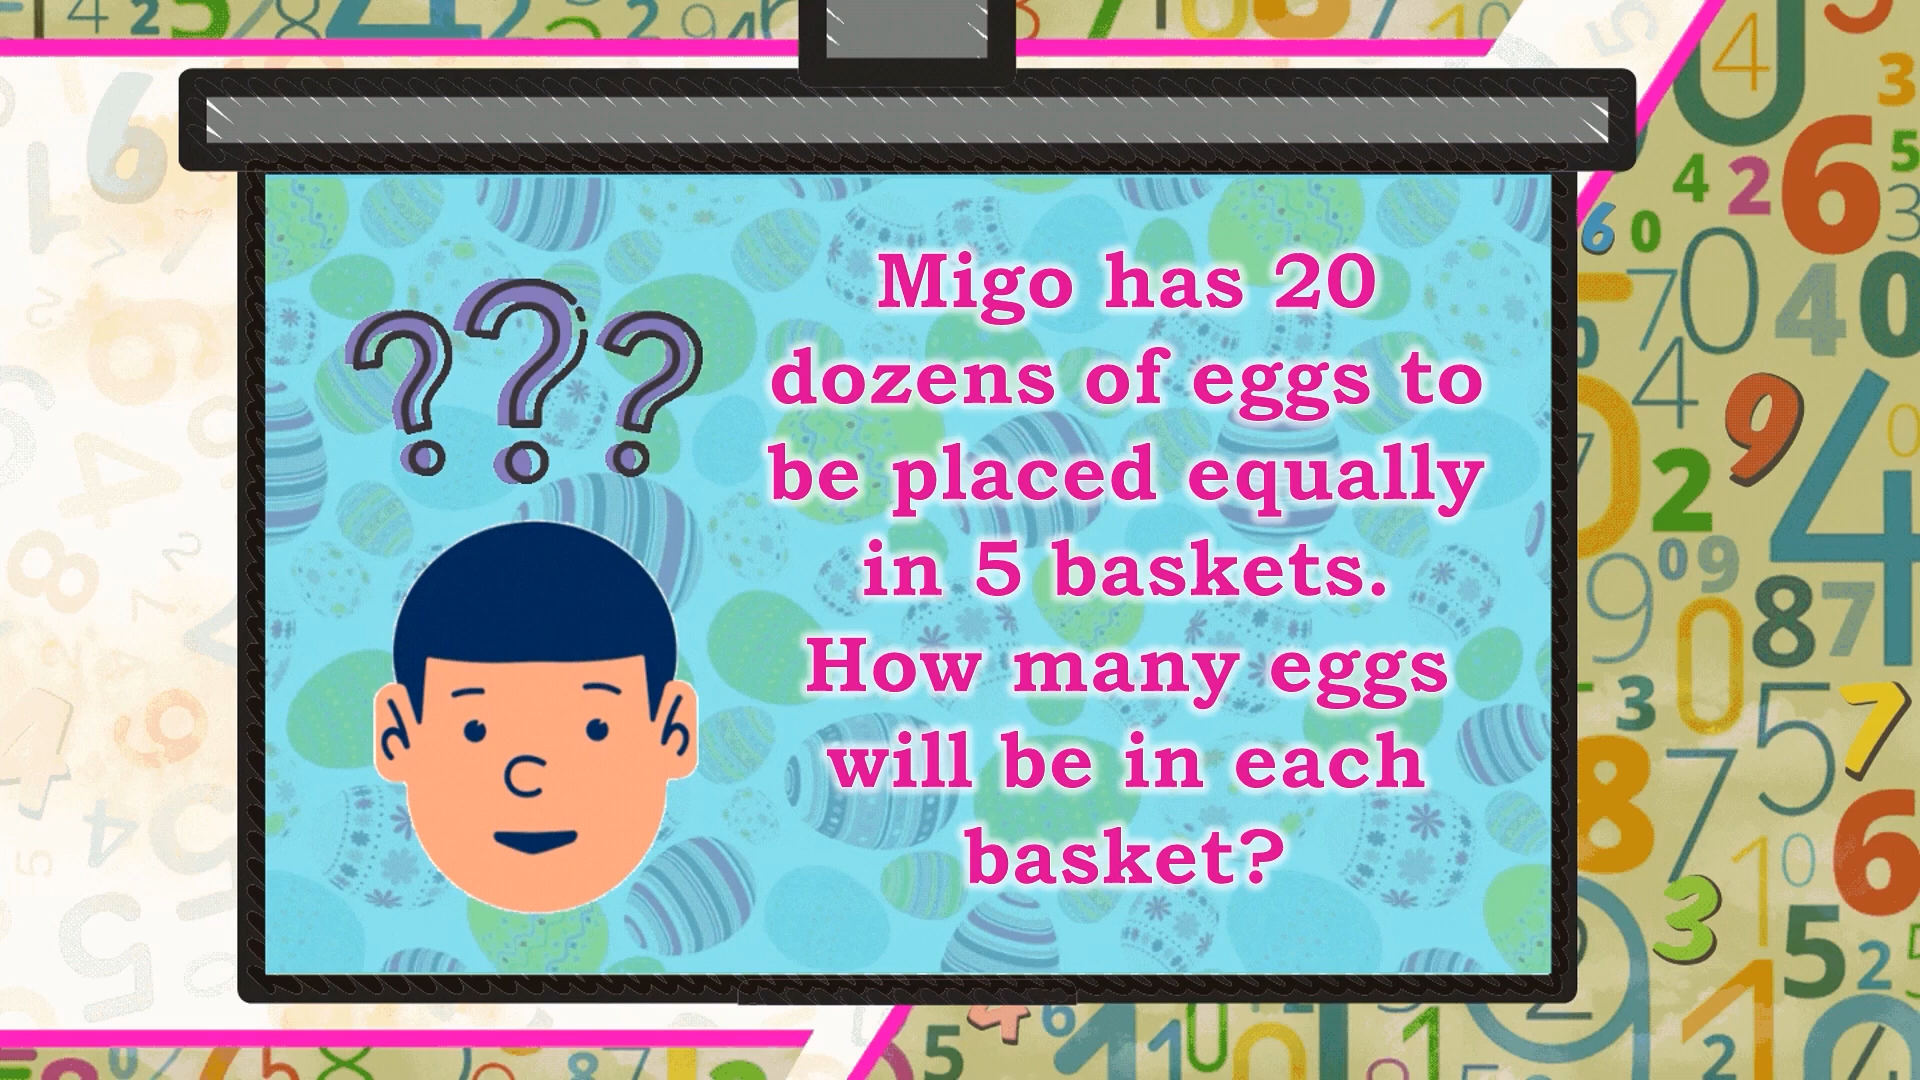 Migo has 20
dozens of eggs to
be placed equally
in 5 baskets.
How many eggs
will be in each
basket?